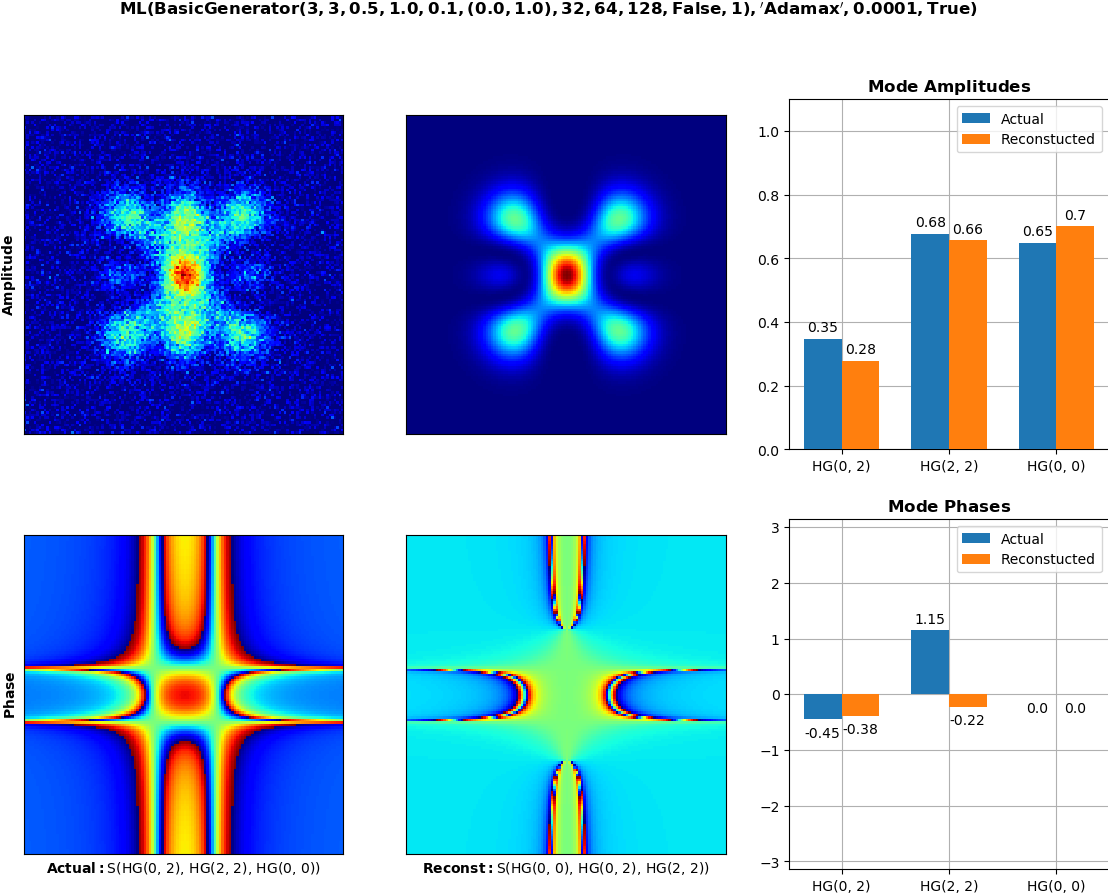 ML(BasicGenerator(3, 3, 0.5, 1.0, 0.1, (0.0, 1.0), 32, 64, 128, False, 1), ′Adamax′, 0.0001, True)
Amplitude
Mode Amplitudes
Actual
Reconstucted
1.0
0.8
0.6
0.4
0.2
0.0
0.35
0.28
0.68
0.66
0.65
0.7
HG(0, 2)
HG(2, 2)
HG(0, 0)
Phase
Actual: S(HG(0, 2), HG(2, 2), HG(0, 0))
Reconst: S(HG(0, 0), HG(0, 2), HG(2, 2))
Mode Phases
Actual
Reconstucted
3
2
1
0
−1
−2
−3
-0.45
-0.38
1.15
-0.22
0.0
0.0
HG(0, 2)
HG(2, 2)
HG(0, 0)